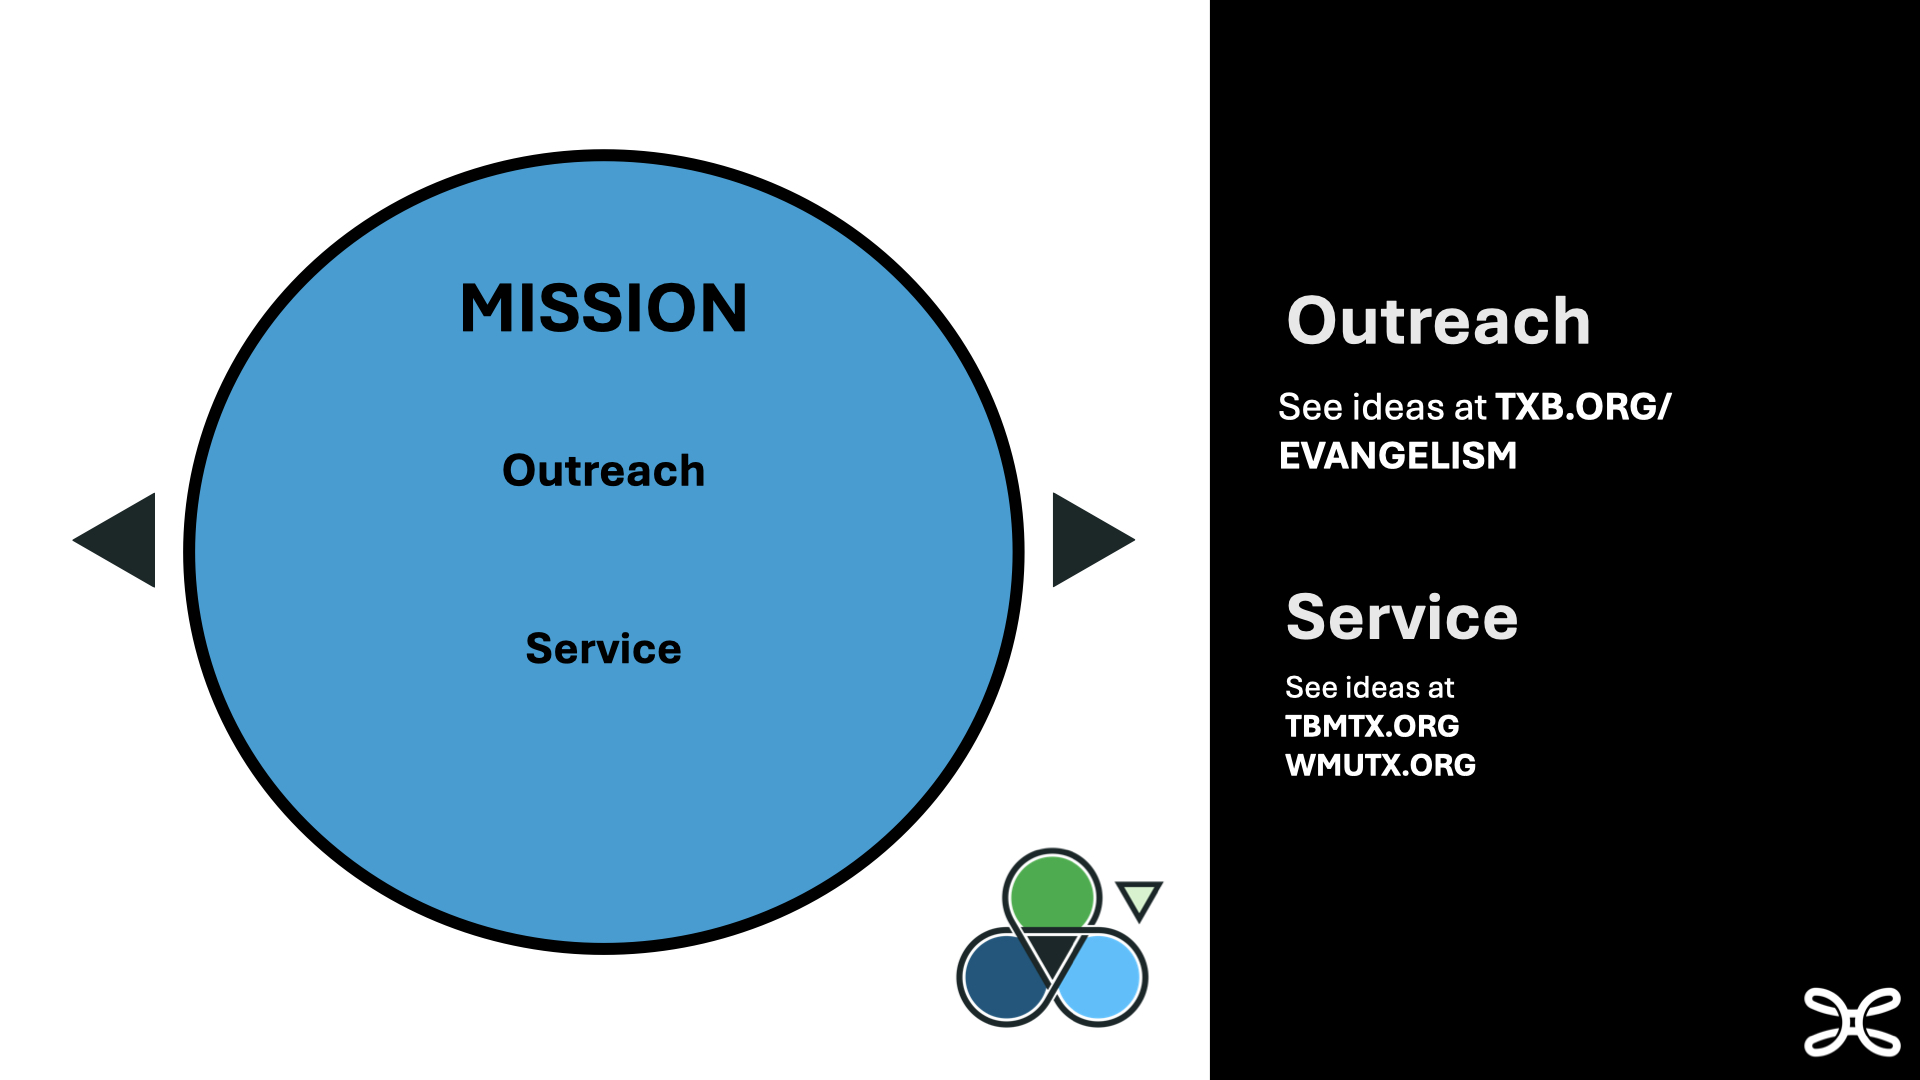 MISSION
Outreach
Service
Outreach
See ideas at TXB.ORG/
EVANGELISM
Service
See ideas at
TBMTX.ORG
WMUTX.ORG